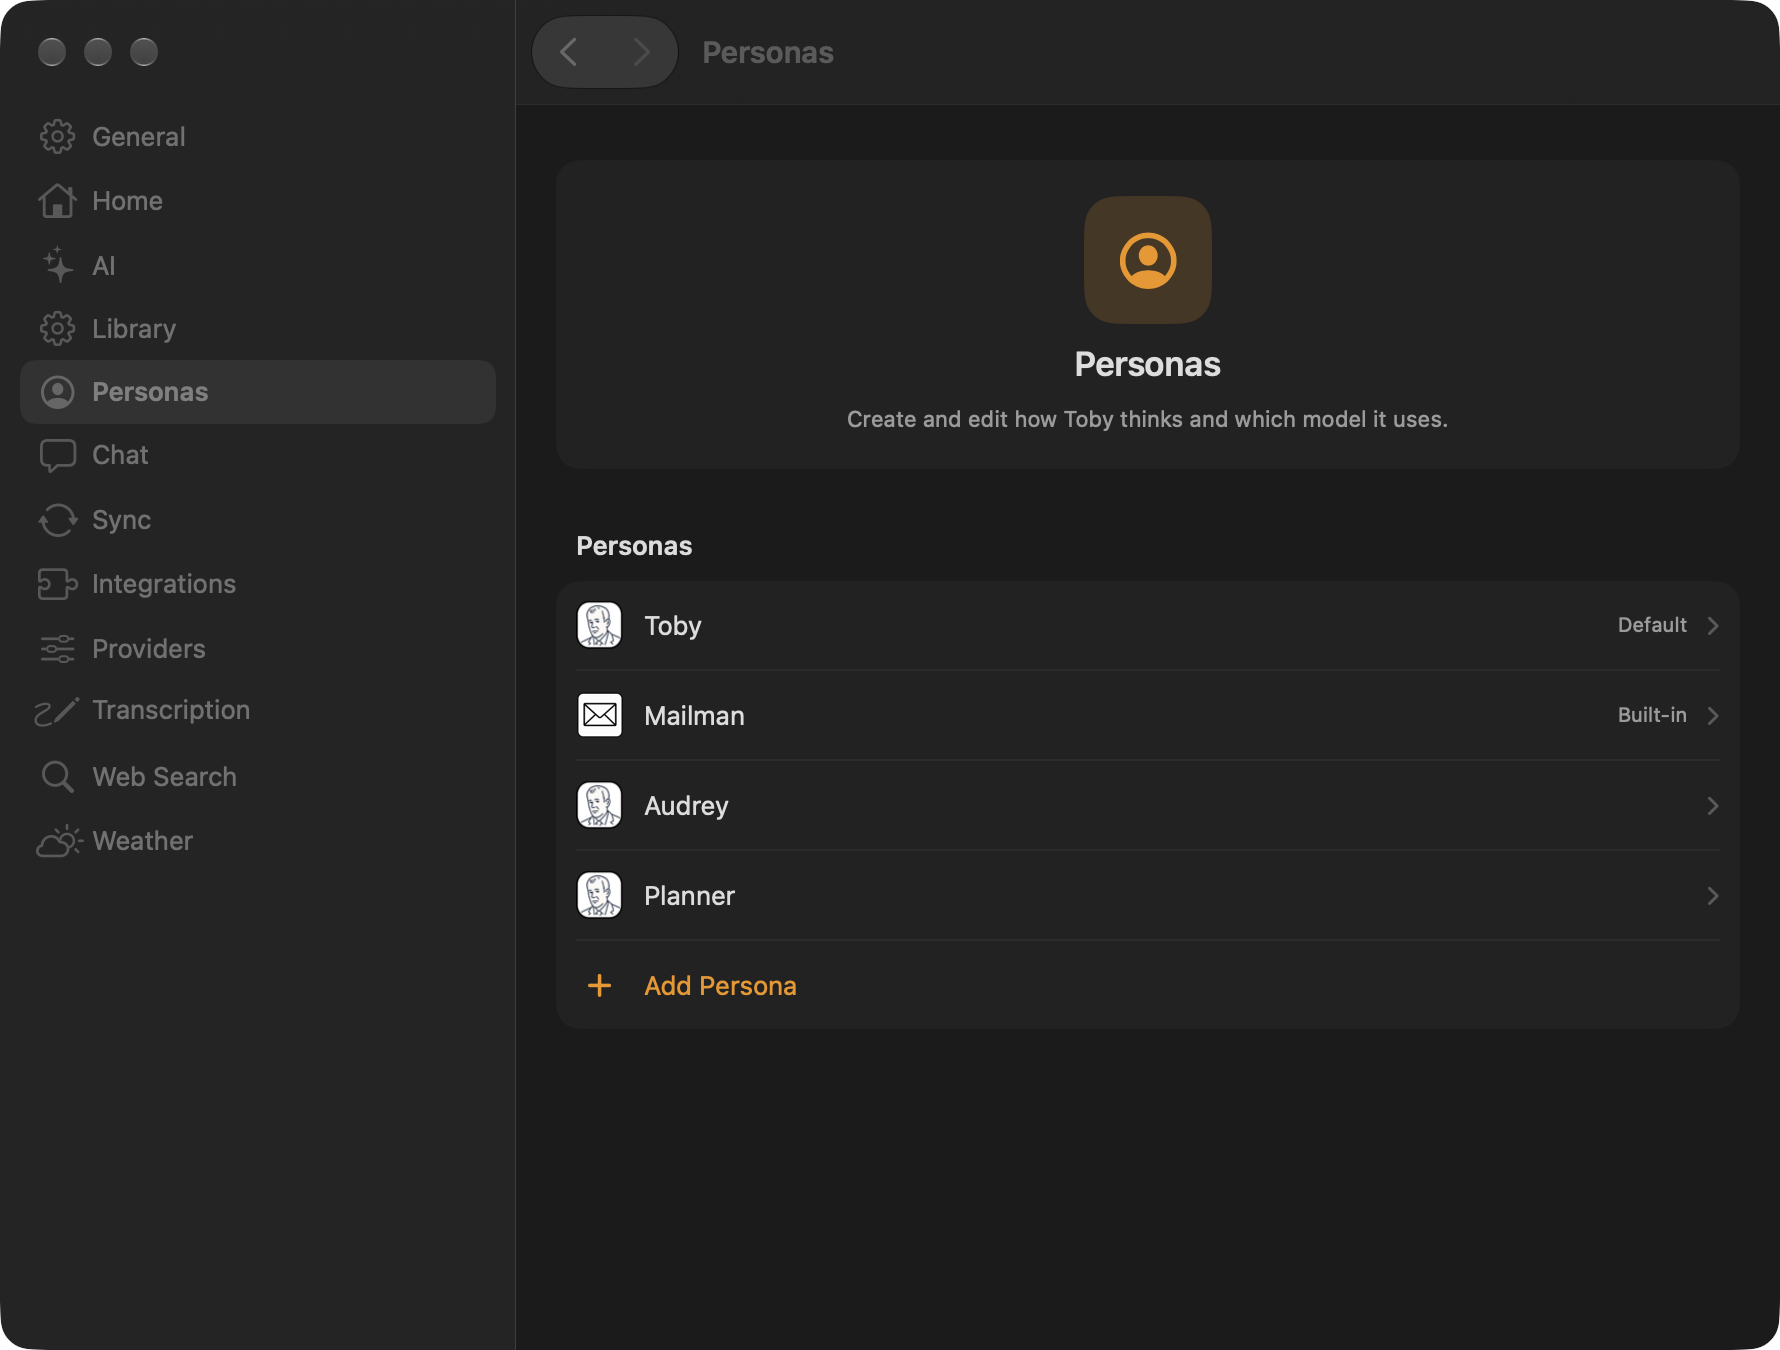 Personas
General
Home
AI
Library
Personas
Chat
Sync
Integrations
Providers
Transcription
Web Search
Weather
Personas
Create and edit how Toby thinks and which model it uses.
Personas
Toby Default
Mailman Built-in
Audrey
Planner
Add Persona